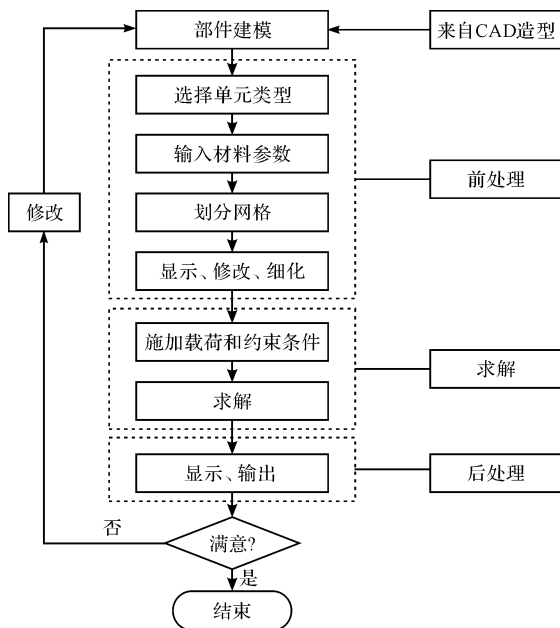 部件建模
来自CAD造型
选择单元类型
输入材料参数
前处理
划分网格
修改
显示、修改、细化
施加载荷和约束条件
求解
求解
显示、输出
后处理
否
满意?
是
结束